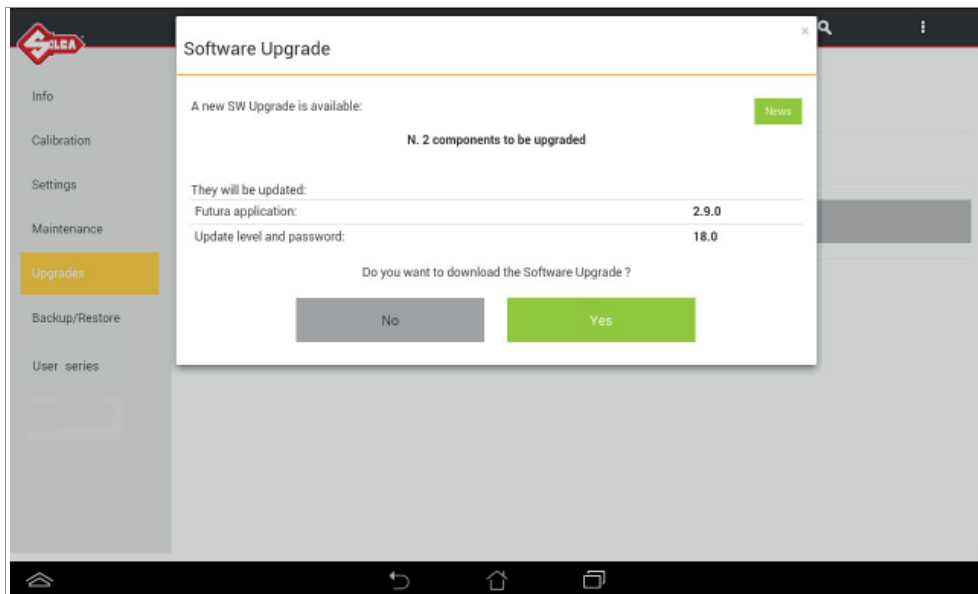 SILCA
Software Upgrade
Info
A new SW Upgrade is available:
News
Calibration
N. 2 components to be upgraded
Settings
They will be updated:
Futura application: 2.9.0
Maintenance
Update level and password: 18.0
Upgrades
Do you want to download the Software Upgrade ?
Backup/Restore
No
Yes
User series